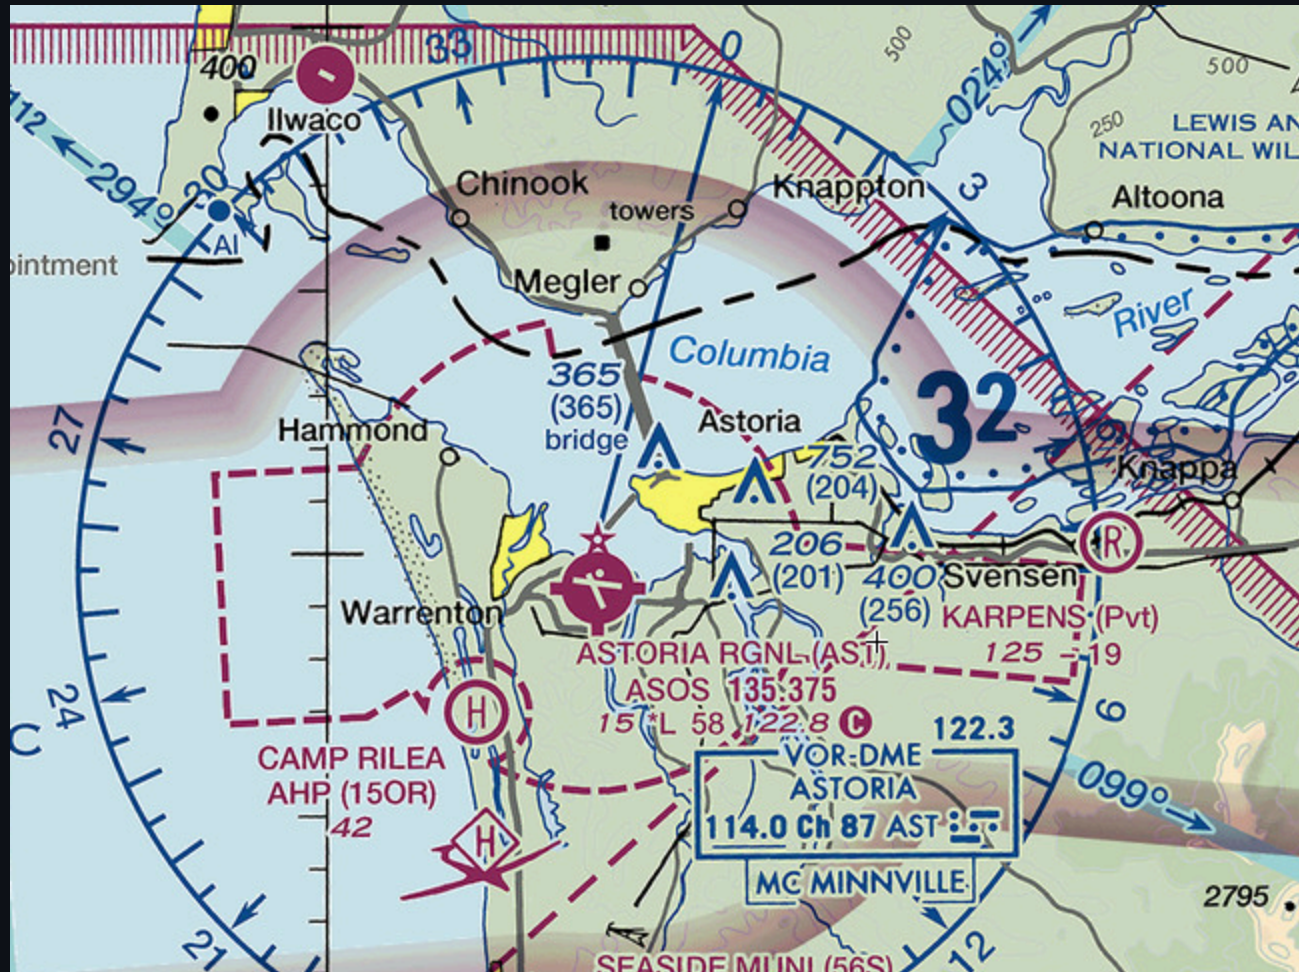 400
Ilwaco
33
0
024°
500
500
250
LEWIS AN
NATIONAL WIL
112
294°
30
AI
ointment
Chinook
towers
Knappton
3
Altoona
Megler
River
Columbia
365
(365)
bridge
Astoria
32
27
Hammond
752
(204)
Knappa
R
206
(201)
400
(256)
Svensen
KARPENS (Pvt)
125 - 19
Warrenton
ASTORIA RGNL (AST)
ASOS 135.375
15 *L 58 122.8 C
24
C
H
6
CAMP RILEA
AHP (15OR)
42
H
122.3
VOR-DME
ASTORIA
114.0 Ch 87 AST
MC MINNVILLE
099°
2795
21
12
SEASIDE MUNI (56S)